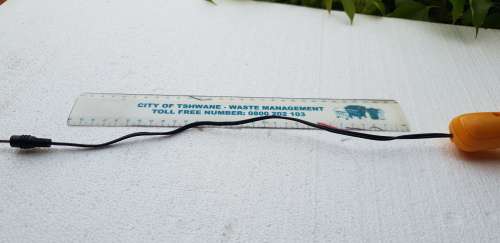 CITY OF TSHWANE - WASTE MANAGEMENT
TOLL FREE NUMBER: 0800 202 103